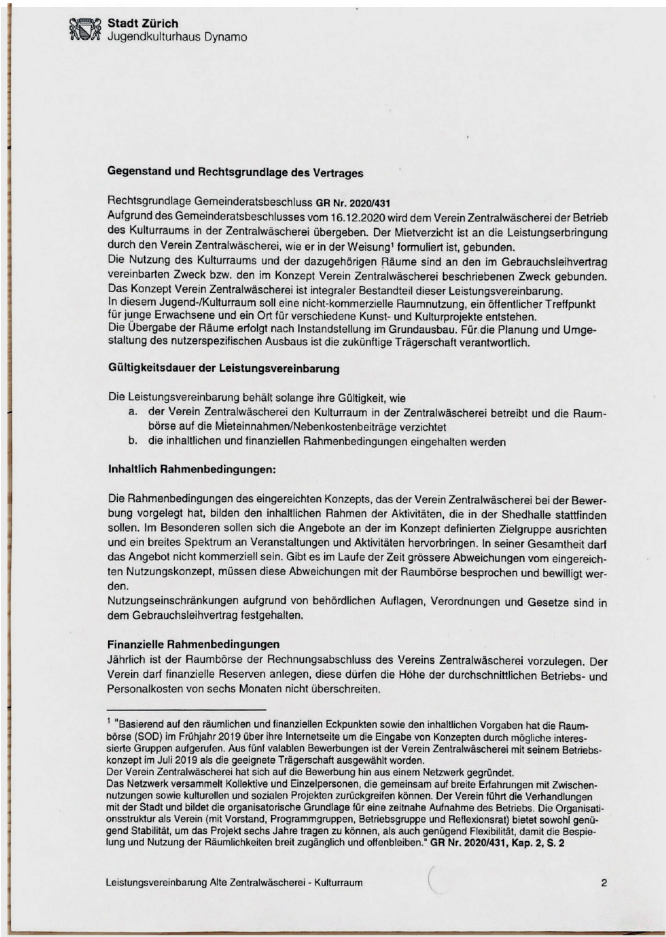 Stadt Zürich
Jugendkulturhaus Dynamo
Gegenstand und Rechtsgrundlage des Vertrages
Rechtsgrundlage Gemeinderatsbeschluss GR Nr. 2020/431
Aufgrund des Gemeinderatsbeschlusses vom 16.12.2020 wird dem Verein Zentralwäscherei der Betrieb
des Kulturraums in der Zentralwäscherei übergeben. Der Mietverzicht ist an die Leistungserbringung
durch den Verein Zentralwäscherei, wie er in der Weisung¹ formuliert ist, gebunden.
Die Nutzung des Kulturraums und der dazugehörigen Räume sind an den im Gebrauchsleihvertrag
vereinbarten Zweck bzw. den im Konzept Verein Zentralwäscherei beschriebenen Zweck gebunden.
Das Konzept Verein Zentralwäscherei ist integraler Bestandteil dieser Leistungsvereinbarung.
In diesem Jugend-/Kulturraum soll eine nicht-kommerzielle Raumnutzung, ein öffentlicher Treffpunkt
für junge Erwachsene und ein Ort für verschiedene Kunst- und Kulturprojekte entstehen.
Die Übergabe der Räume erfolgt nach Instandstellung im Grundausbau. Für die Planung und Umge-
staltung des nutzerspezifischen Ausbaus ist die zukünftige Trägerschaft verantwortlich.
Gültigkeitsdauer der Leistungsvereinbarung
Die Leistungsvereinbarung behält solange ihre Gültigkeit, wie
a. der Verein Zentralwäscherei den Kulturraum in der Zentralwäscherei betreibt und die Raum-
börse auf die Mieteinnahmen/Nebenkostenbeiträge verzichtet
b. die inhaltlichen und finanziellen Rahmenbedingungen eingehalten werden
Inhaltlich Rahmenbedingungen:
Die Rahmenbedingungen des eingereichten Konzepts, das der Verein Zentralwäscherei bei der Bewer-
bung vorgelegt hat, bilden den inhaltlichen Rahmen der Aktivitäten, die in der Shedhalle stattfinden
sollen. Im Besonderen sollen sich die Angebote an der im Konzept definierten Zielgruppe ausrichten
und ein breites Spektrum an Veranstaltungen und Aktivitäten hervorbringen. In seiner Gesamtheit darf
das Angebot nicht kommerziell sein. Gibt es im Laufe der Zeit grössere Abweichungen vom eingereich-
ten Nutzungskonzept, müssen diese Abweichungen mit der Raumbörse besprochen und bewilligt wer-
den.
Nutzungseinschränkungen aufgrund von behördlichen Auflagen, Verordnungen und Gesetze sind in
dem Gebrauchsleihvertrag festgehalten.
Finanzielle Rahmenbedingungen
Jährlich ist der Raumbörse der Rechnungsabschluss des Vereins Zentralwäscherei vorzulegen. Der
Verein darf finanzielle Reserven anlegen, diese dürfen die Höhe der durchschnittlichen Betriebs- und
Personalkosten von sechs Monaten nicht überschreiten.
¹ "Basierend auf den räumlichen und finanziellen Eckpunkten sowie den inhaltlichen Vorgaben hat die Raum-
börse (SOD) im Frühjahr 2019 über ihre Internetseite um die Eingabe von Konzepten durch mögliche interes-
sierte Gruppen aufgerufen. Aus fünf valablen Bewerbungen ist der Verein Zentralwäscherei mit seinem Betriebs-
konzept im Juli 2019 als die geeignete Trägerschaft ausgewählt worden.
Der Verein Zentralwäscherei hat sich auf die Bewerbung hin aus einem Netzwerk gegründet.
Das Netzwerk versammelt Kollektive und Einzelpersonen, die gemeinsam auf breite Erfahrungen mit Zwischen-
nutzungen sowie kulturellen und sozialen Projekten zurückgreifen können. Der Verein führt die Verhandlungen
mit der Stadt und bildet die organisatorische Grundlage für eine zeitnahe Aufnahme des Betriebs. Die Organisati-
onsstruktur als Verein (mit Vorstand, Programmgruppen, Betriebsgruppe und Reflexionsrat) bietet sowohl genü-
gend Stabilität, um das Projekt sechs Jahre tragen zu können, als auch genügend Flexibilität, damit die Bespie-
lung und Nutzung der Räumlichkeiten breit zugänglich und offenbleiben." GR Nr. 2020/431, Kap. 2, S. 2
Leistungsvereinbarung Alte Zentralwäscherei - Kulturraum 2